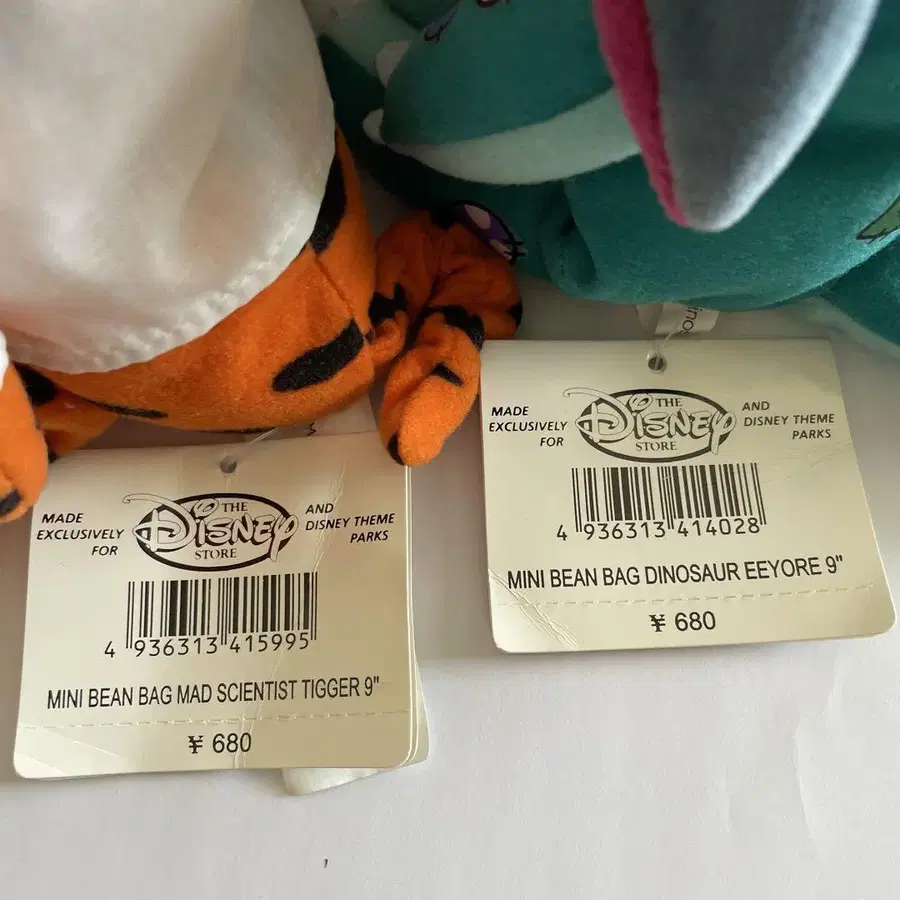 MADE
EXCLUSIVELY
FOR
THE
Disney
STORE
AND
DISNEY THEME
PARKS
4 936313 415995
MINI BEAN BAG MAD SCIENTIST TIGGER 9"
¥ 680
MADE
EXCLUSIVELY
FOR
THE
Disney
STORE
AND
DISNEY THEME
PARKS
4 936313 414028
MINI BEAN BAG DINOSAUR EEYORE 9"
¥ 680